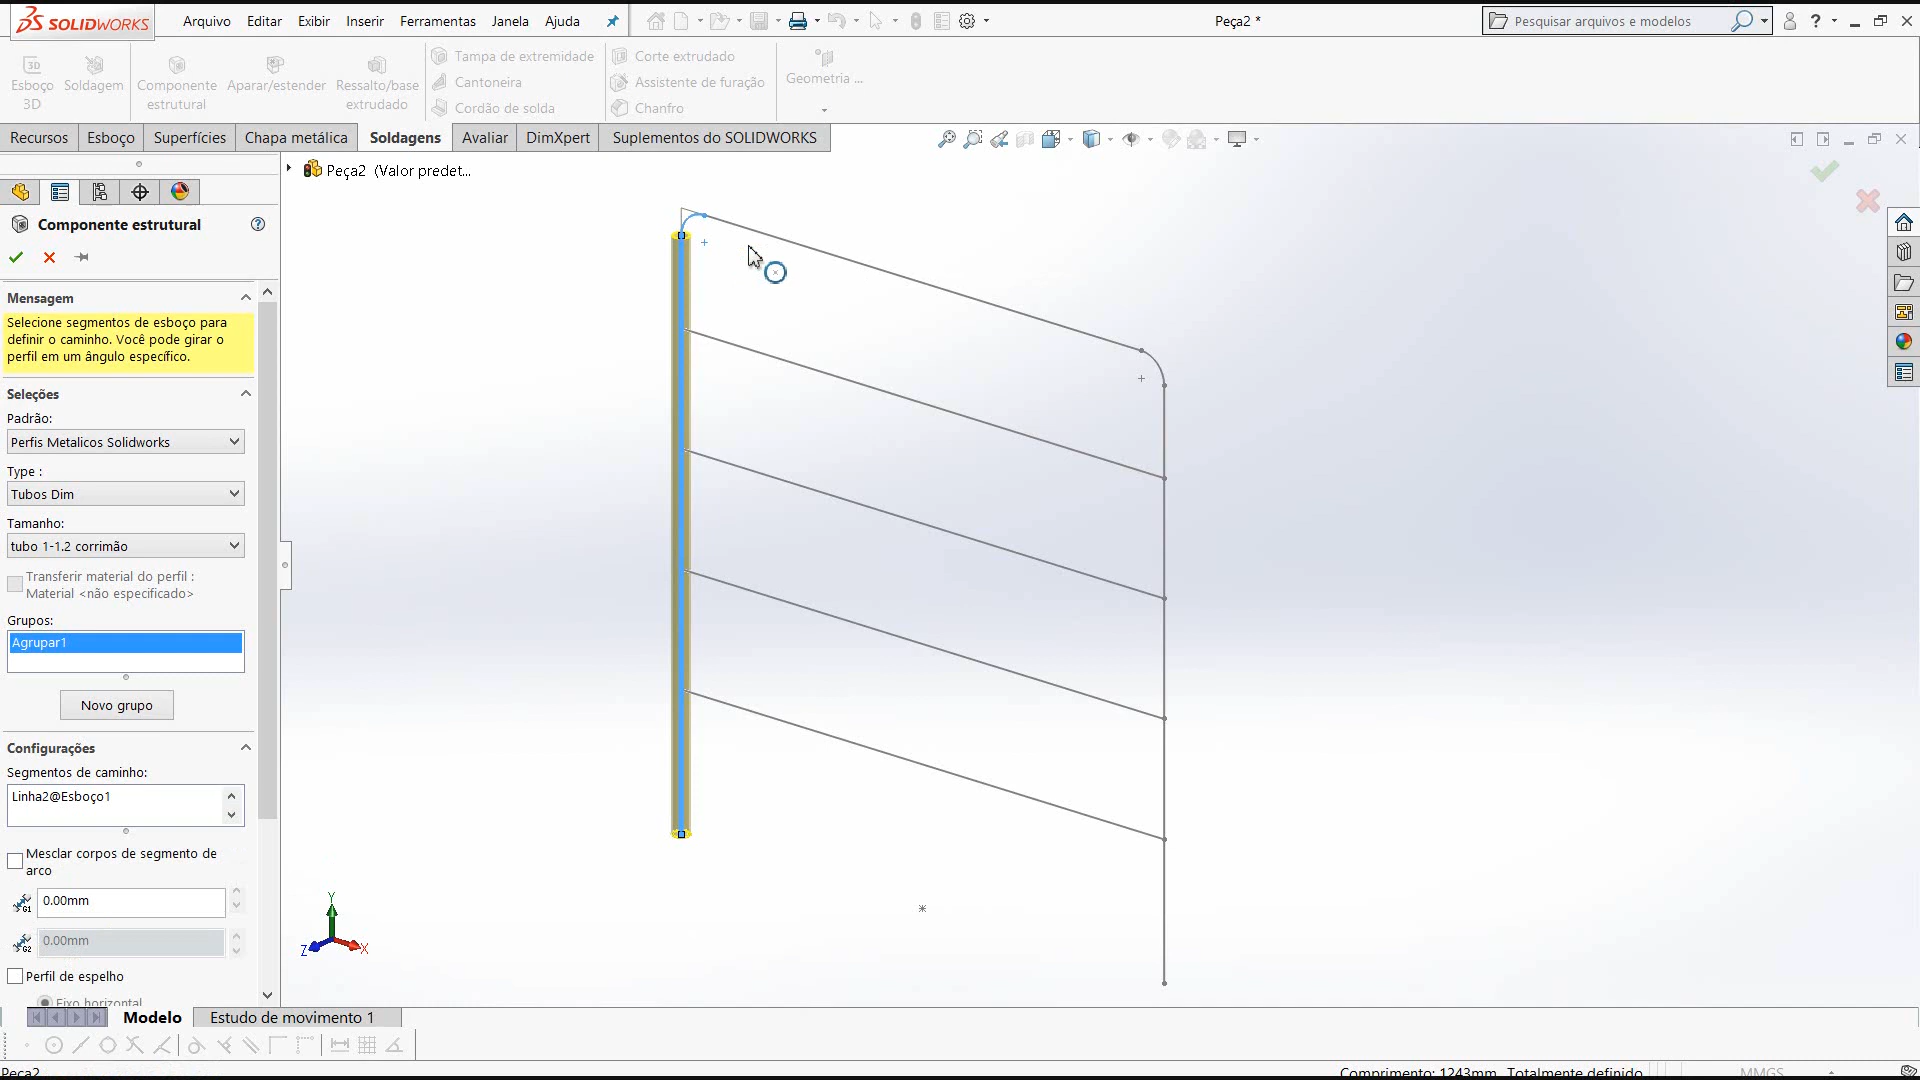 SOLIDWORKS
Arquivo Editar Exibir Inserir Ferramentas Janela Ajuda
Peça2 *
Pesquisar arquivos e modelos
?
Esboço 3D
Soldagem
Componente estrutural
Aparar/estender
Ressalto/base extrudado
Tampa de extremidade
Cantoneira
Cordão de solda
Corte extrudado
Assistente de furação
Chanfro
Geometria ...
Recursos Esboço Superfícies Chapa metálica Soldagens Avaliar DimXpert Suplementos do SOLIDWORKS
Peça2 (Valor predet...
Componente estrutural
?
Mensagem
Selecione segmentos de esboço para
definir o caminho. Você pode girar o
perfil em um ângulo específico.
Seleções
Padrão:
Perfis Metalicos Solidworks
Type :
Tubos Dim
Tamanho:
tubo 1-1.2 corrimão
Transferir material do perfil :
Material <não especificado>
Grupos:
Agrupar1
Novo grupo
Configurações
Segmentos de caminho:
Linha2@Esboço1
Mesclar corpos de segmento de
arco
G1 0.00mm
G2 0.00mm
Perfil de espelho
Fixo horizontal
Y
Z
X
Modelo Estudo de movimento 1
Peça2
Comprimento: 1243mm Totalmente definido MMGS